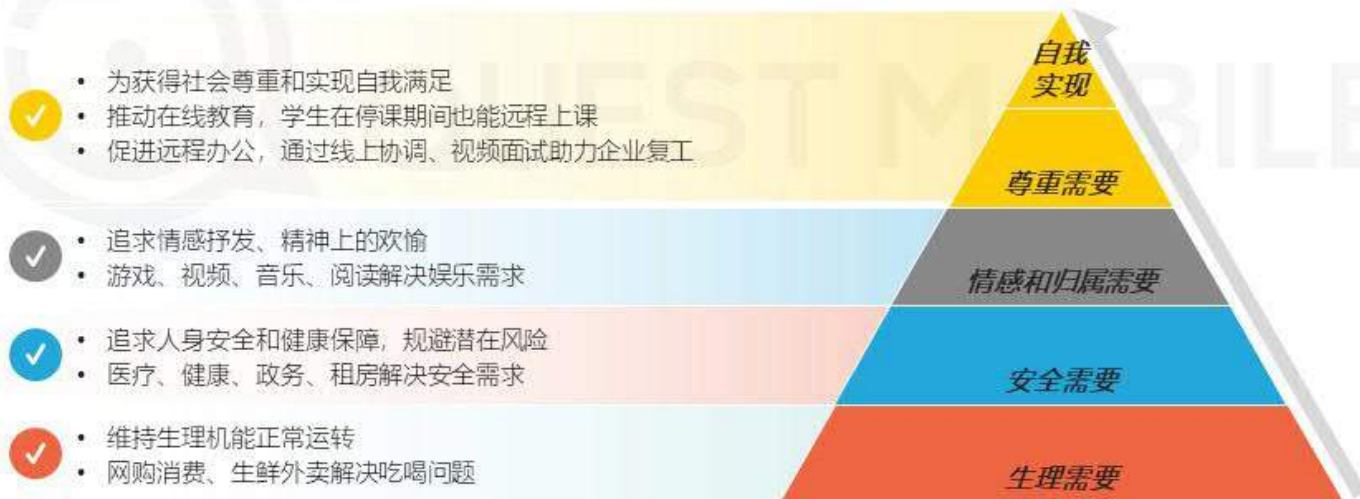 • 为获得社会尊重和实现自我满足
• 推动在线教育，学生在停课期间也能远程上课
• 促进远程办公，通过线上协调、视频面试助力企业复工
• 追求情感抒发、精神上的欢愉
• 游戏、视频、音乐、阅读解决娱乐需求
• 追求人身安全和健康保障，规避潜在风险
• 医疗、健康、政务、租房解决安全需求
• 维持生理机能正常运转
• 网购消费、生鲜外卖解决吃喝问题
自我
实现
尊重需要
情感和归属需要
安全需要
生理需要
UEST MOBILE